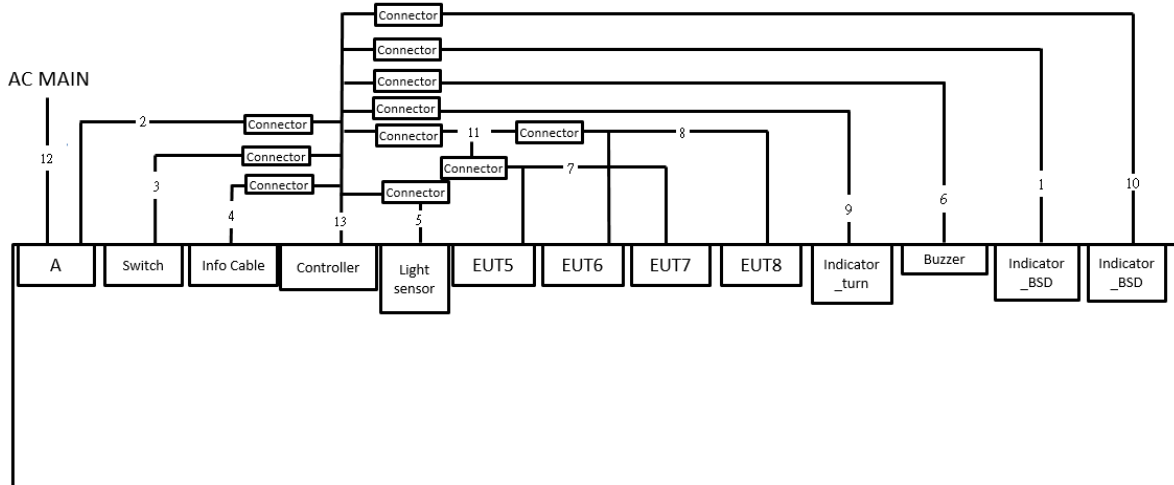 Connector
Connector
AC MAIN
Connector
Connector
2
Connector
Connector
11
Connector
8
12
3
Connector
Connector
7
4
Connector
Connector
1
10
13
5
9
6
A
Switch
Info Cable
Controller
Light
sensor
EUT5
EUT6
EUT7
EUT8
Indicator
_turn
Buzzer
Indicator
_BSD
Indicator
_BSD